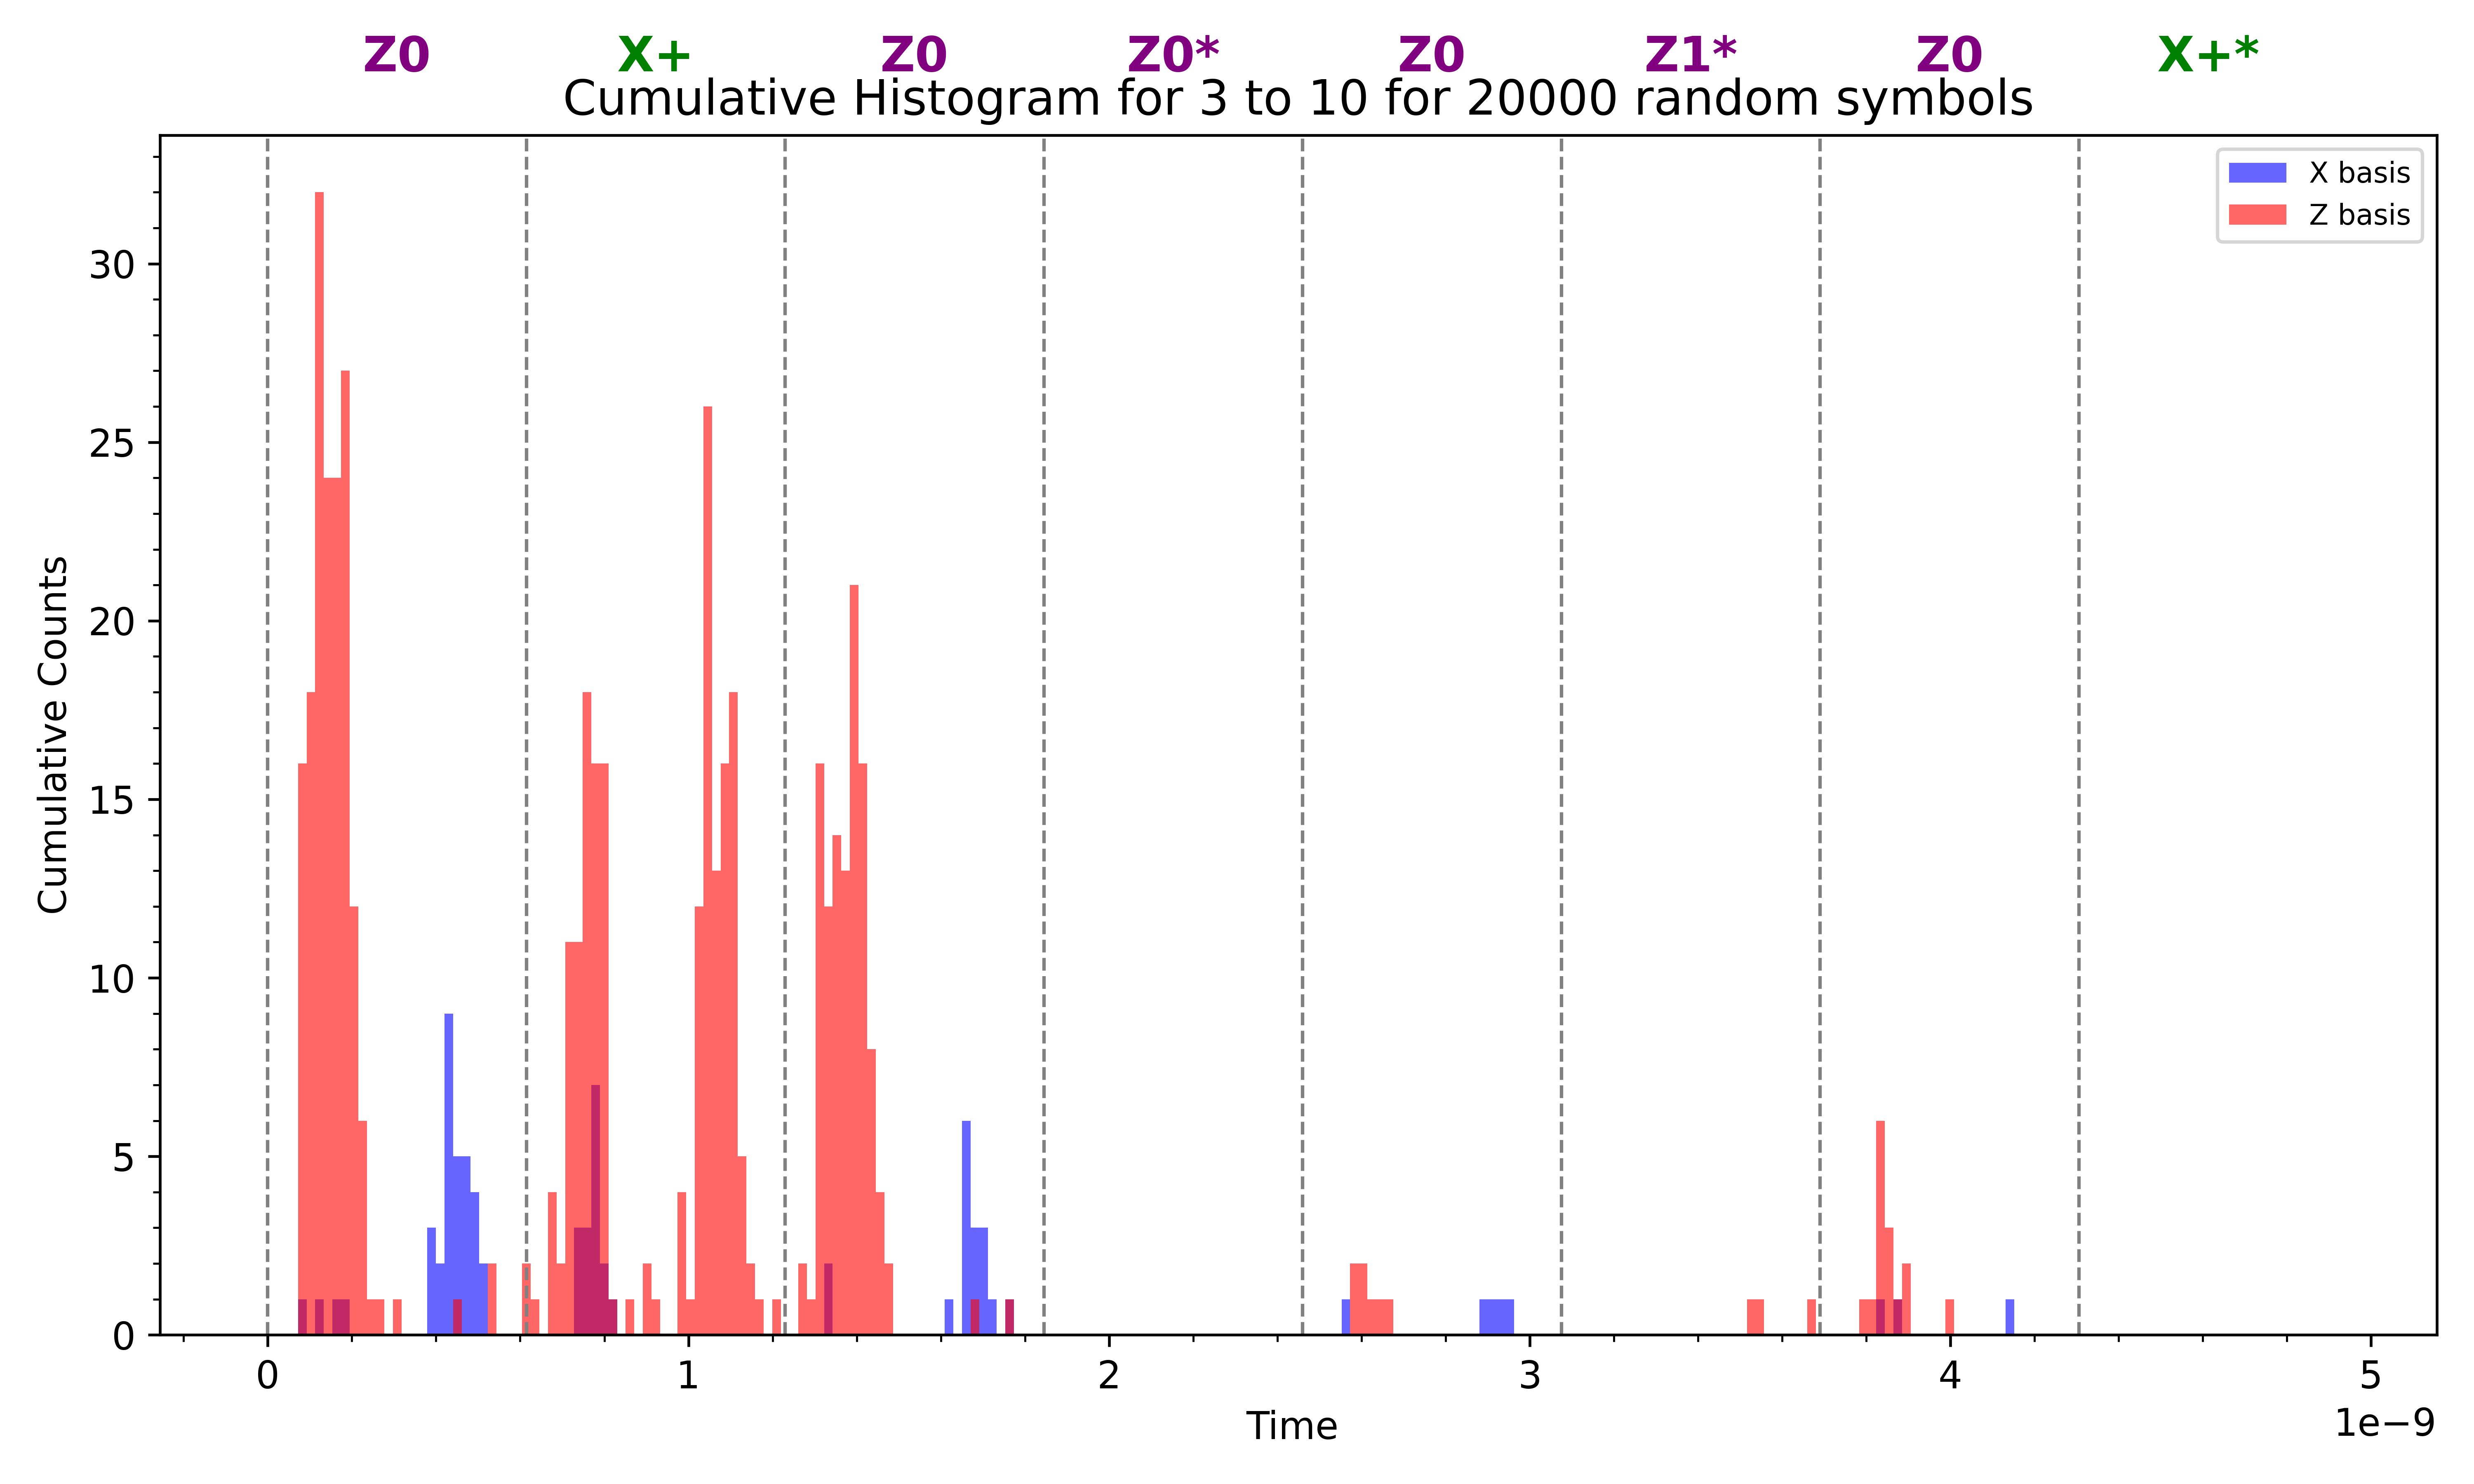 Z0 X+ Z0 Z0* Z0 Z1* Z0 X+*
Cumulative Histogram for 3 to 10 for 20000 random symbols
X basis
Z basis
30
25
20
15
10
5
0
Cumulative Counts
0 1 2 3 4 5
Time
1e−9